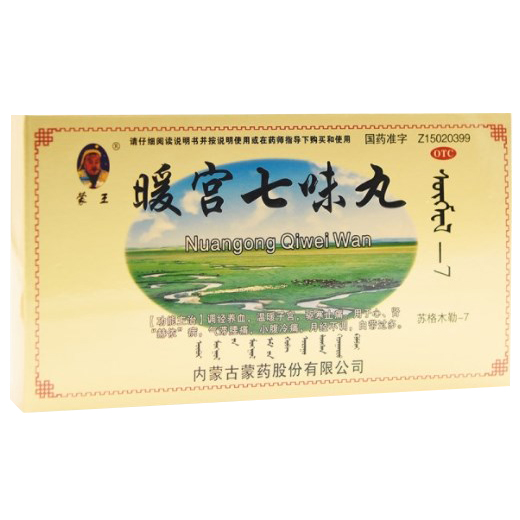 请仔细阅读说明书并按说明使用或在药师指导下购买和使用
国药准字 Z15020399
OTC
®
蒙王
暖宫七味丸
Nuangong Qiwei Wan
7
[功能主治]调经养血，温暖子宫，驱寒止痛。用于心、肾
“赫依”病，气滞腰痛，小腹冷痛，月经不调，白带过多。
苏格木勒-7
内蒙古蒙药股份有限公司